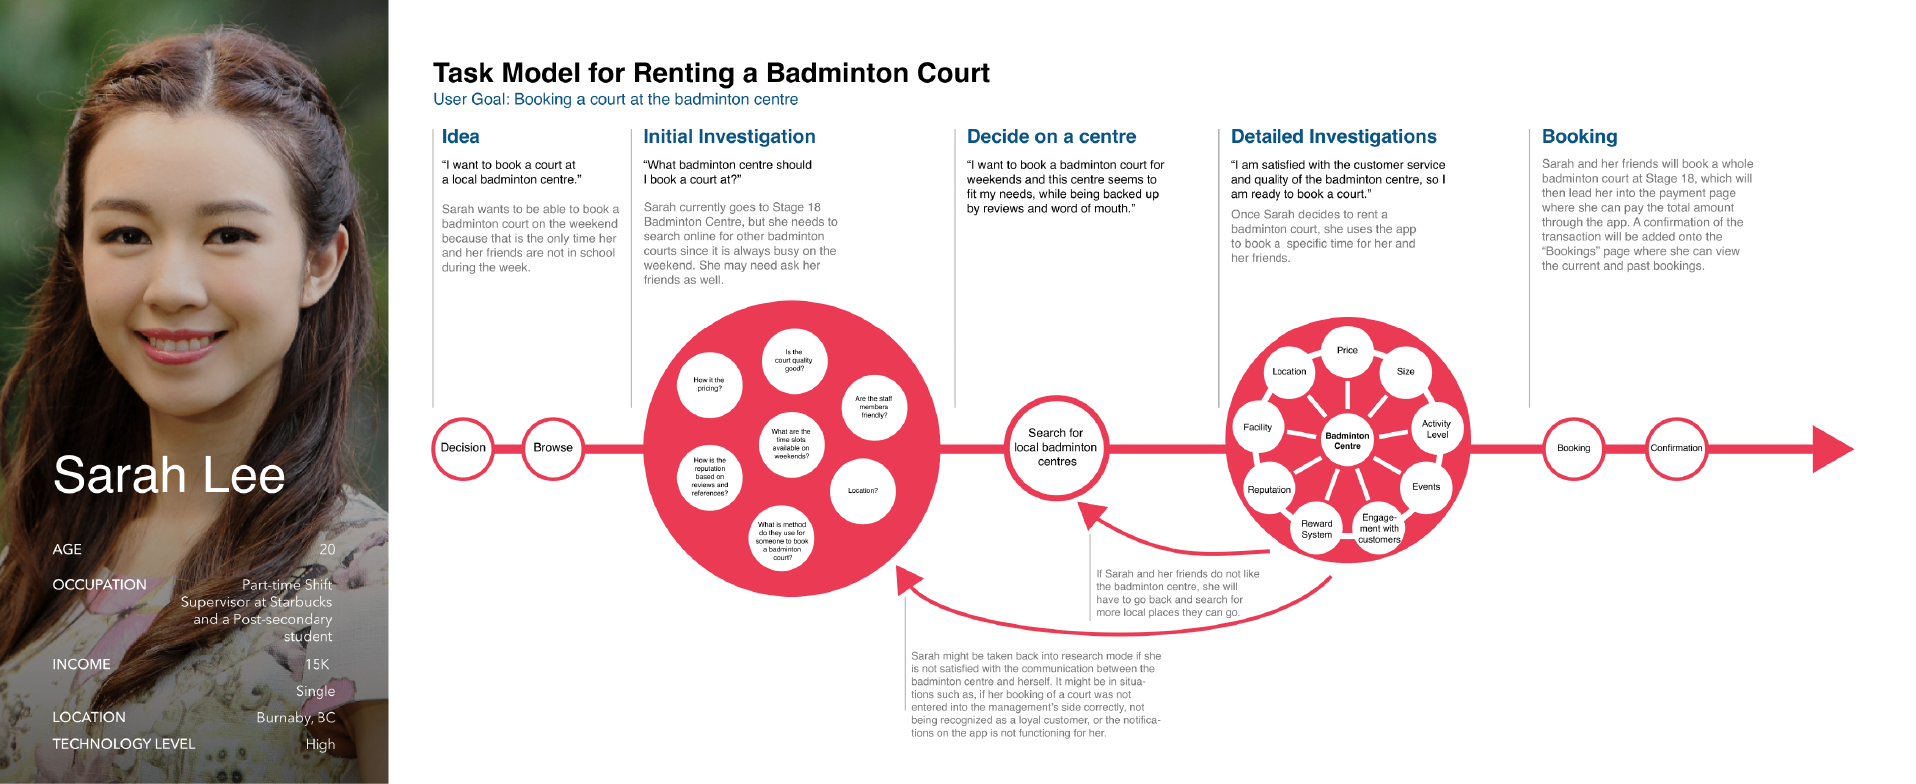 Sarah Lee
AGE 20
OCCUPATION Part-time Shift
Supervisor at Starbucks
and a Post-secondary
student
INCOME 15K
Single
LOCATION Burnaby, BC
TECHNOLOGY LEVEL High
Task Model for Renting a Badminton Court
User Goal: Booking a court at the badminton centre
Idea
“I want to book a court at
a local badminton centre.”
Sarah wants to be able to book a
badminton court on the weekend
because that is the only time her
and her friends are not in school
during the week.
Initial Investigation
“What badminton centre should
I book a court at?”
Sarah currently goes to Stage 18
Badminton Centre, but she needs to
search online for other badminton
courts since it is always busy on the
weekend. She may need ask her
friends as well.
Decide on a centre
“I want to book a badminton court for
weekends and this centre seems to
fit my needs, while being backed up
by reviews and word of mouth.”
Detailed Investigations
“I am satisfied with the customer service
and quality of the badminton centre, so I
am ready to book a court.”
Once Sarah decides to rent a
badminton court, she uses the app
to book a specific time for her and
her friends.
Booking
Sarah and her friends will book a whole
badminton court at Stage 18, which will
then lead her into the payment page
where she can pay the total amount
through the app. A confirmation of the
transaction will be added onto the
“Bookings” page where she can view
the current and past bookings.
Decision
Browse
Is the
court quality
good?
How it the
pricing?
Are the staff
members
friendly?
What are the
time slots
available on
weekends?
How is the
reputation
based on
reviews and
references?
Location?
What is method
do they use for
someone to book
a badminton
court?
Search for
local badminton
centres
Price
Location
Size
Facility
Badminton
Centre
Activity
Level
Reputation
Events
Reward
System
Engage-
ment with
customers
Booking
Confirmation
If Sarah and her friends do not like
the badminton centre, she will
have to go back and search for
more local places they can go.
Sarah might be taken back into research mode if she
is not satisfied with the communication between the
badminton centre and herself. It might be in situa-
tions such as, if her booking of a court was not
entered into the management’s side correctly, not
being recognized as a loyal customer, or the notifica-
tions on the app is not functioning for her.